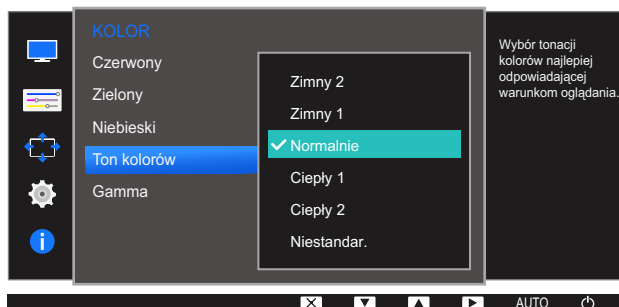 KOLOR
Czerwony
Zielony
Niebieski
Ton kolorów
Gamma
Zimny 2
Zimny 1
Normalnie
Ciepły 1
Ciepły 2
Niestandar.
Wybór tonacji
kolorów najlepiej
odpowiadającej
warunkom oglądania.
AUTO